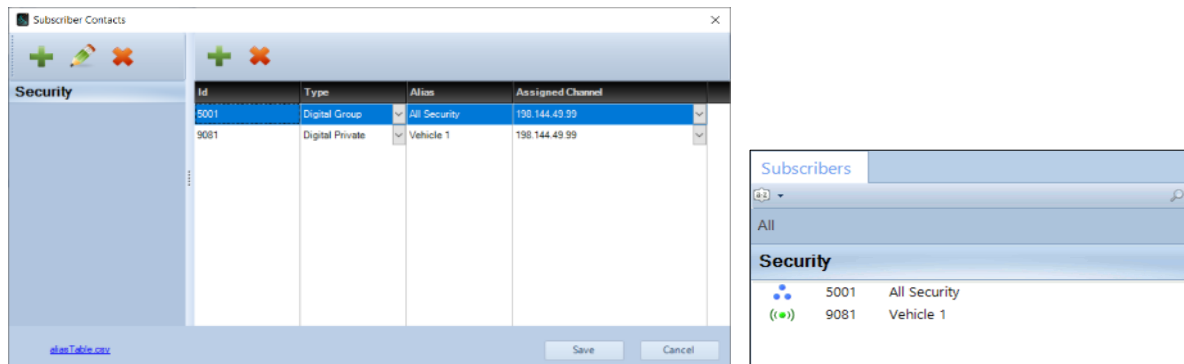 Subscriber Contacts
Security
Id Type Alias Assigned Channel
5001 Digital Group All Security 198.144.49.99
9081 Digital Private Vehicle 1 198.144.49.99
aliasTable.csv Save Cancel
Subscribers
a-z
All
Security
5001 All Security
9081 Vehicle 1